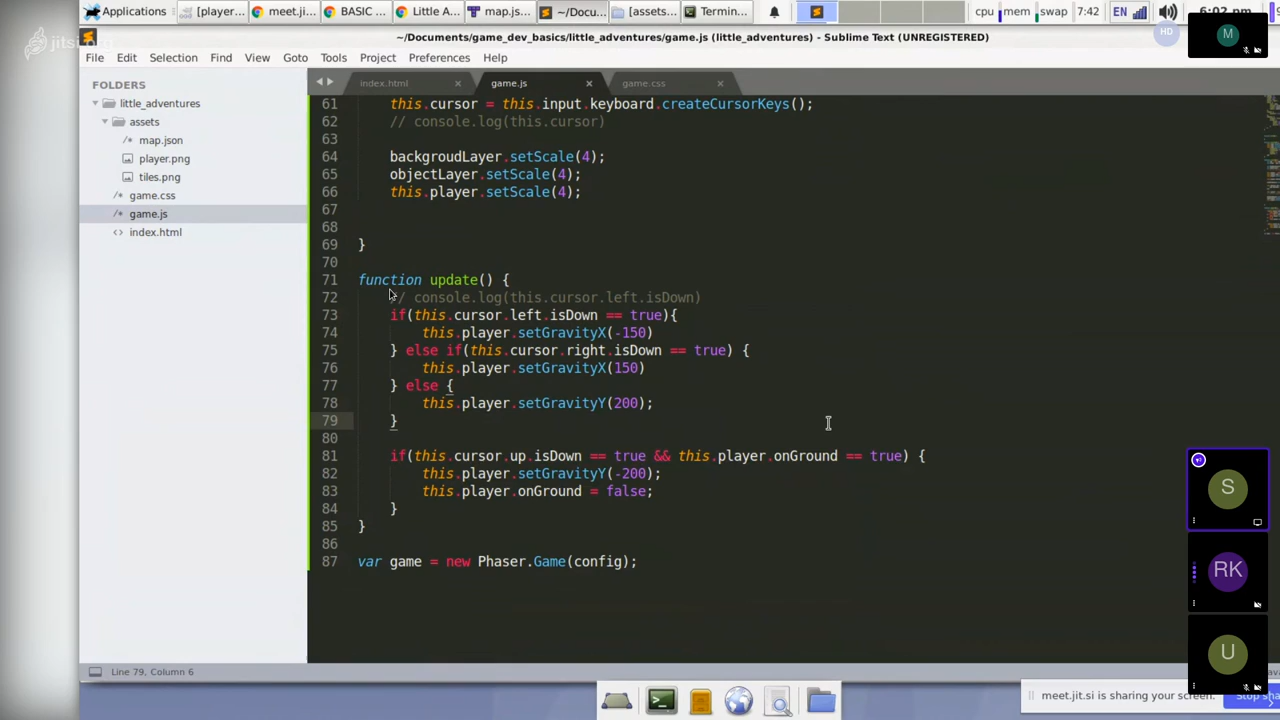 Applications
[player...
meet.ji...
BASIC ...
Little A...
map.js...
~/Docu...
[assets...
Termin...
cpu
mem
swap
7:42
EN
6:02 pm
jitsi.org
~/Documents/game_dev_basics/little_adventures/game.js (little_adventures) - Sublime Text (UNREGISTERED)
HD
M
File Edit Selection Find View Goto Tools Project Preferences Help
FOLDERS
little_adventures
assets
map.json
player.png
tiles.png
game.css
game.js
index.html
index.html
game.js
game.css
61 this.cursor = this.input.keyboard.createCursorKeys();
62 // console.log(this.cursor)
63
64 backgroudLayer.setScale(4);
65 objectLayer.setScale(4);
66 this.player.setScale(4);
67
68
69 }
70
71 function update() {
72 // console.log(this.cursor.left.isDown)
73 if(this.cursor.left.isDown == true){
74 this.player.setGravityX(-150)
75 } else if(this.cursor.right.isDown == true) {
76 this.player.setGravityX(150)
77 } else {
78 this.player.setGravityY(200);
79 }
80
81 if(this.cursor.up.isDown == true && this.player.onGround == true) {
82 this.player.setGravityY(-200);
83 this.player.onGround = false;
84 }
85 }
86
87 var game = new Phaser.Game(config);
S
RK
U
Line 79, Column 6
meet.jit.si is sharing your screen.
Stop sha